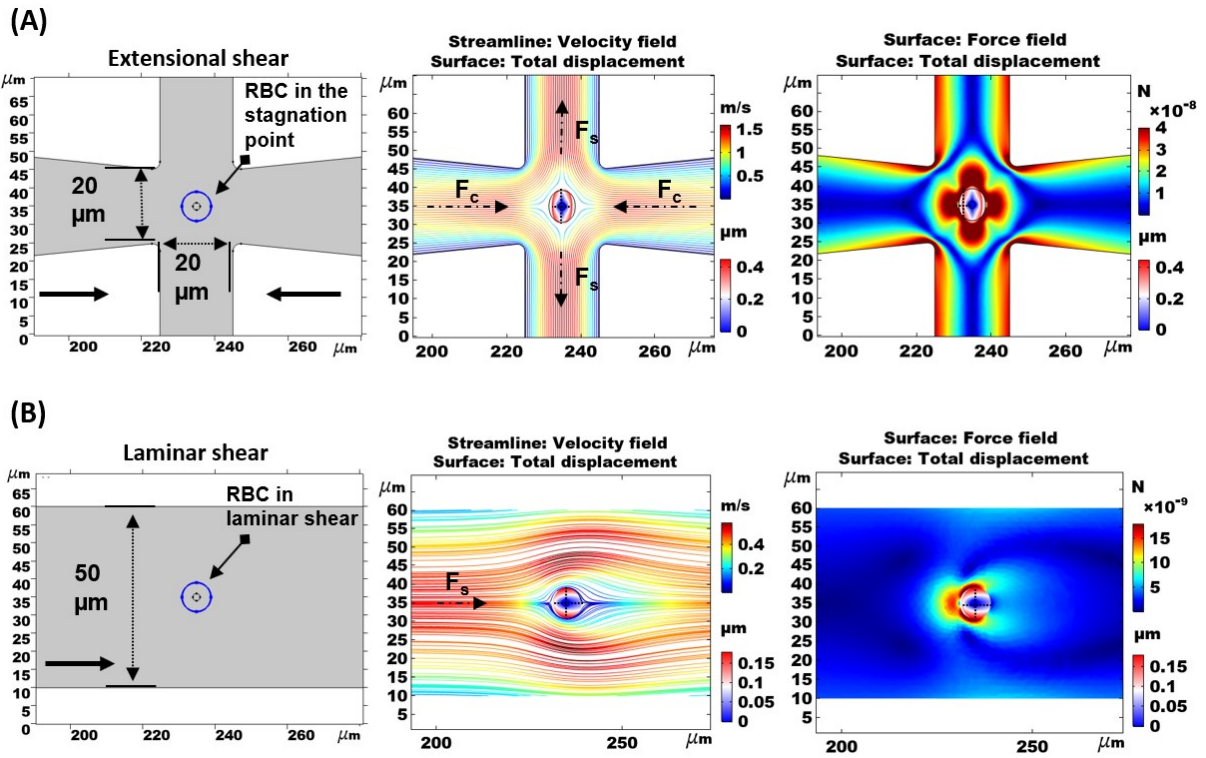 (A)
Extensional shear
μm
65
60
55
50
45
40
35
30
25
20
15
10
5
0
RBC in the
stagnation
point
20
μm
20
μm
200 220 240 260 μm
Streamline: Velocity field
Surface: Total displacement
μm
60
55
50
45
40
35
30
25
20
15
10
5
0
Fs
Fc
Fc
Fs
200 220 240 260 μm
m/s
1.5
1
0.5
μm
0.4
0.2
0
Surface: Force field
Surface: Total displacement
μm
60
55
50
45
40
35
30
25
20
15
10
5
0
200 220 240 260 μm
N
×10-8
4
3
2
1
μm
0.4
0.2
0
(B)
Laminar shear
μm
65
60
55
50
45
40
35
30
25
20
15
10
5
0
RBC in
laminar shear
50
μm
200 220 240 260 μm
Streamline: Velocity field
Surface: Total displacement
μm
60
55
50
45
40
35
30
25
20
15
10
5
Fs
200 250 μm
m/s
0.4
0.2
μm
0.15
0.1
0.05
0
Surface: Force field
Surface: Total displacement
μm
60
55
50
45
40
35
30
25
20
15
10
5
200 250 μm
N
×10-9
15
10
5
μm
0.15
0.1
0.05
0